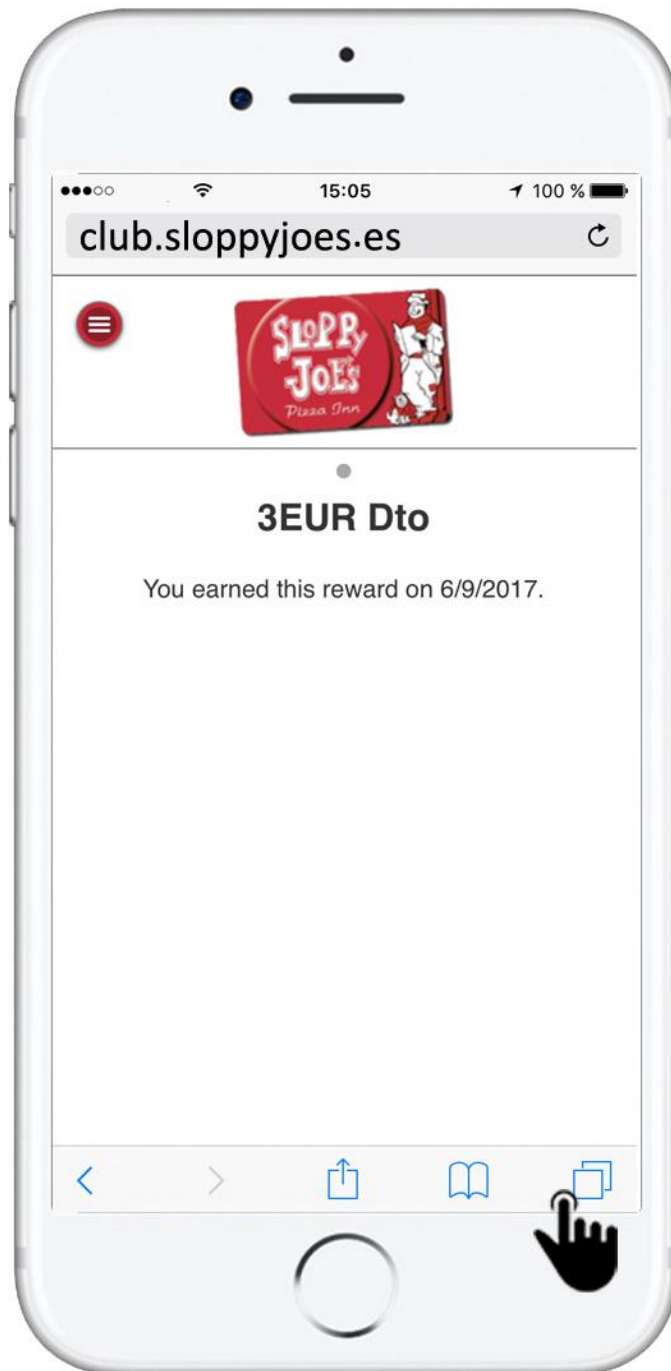 15:05
100 %
club.sloppyjoes.es
SLOPPY
JOE'S
Pizza Inn
3EUR Dto
You earned this reward on 6/9/2017.